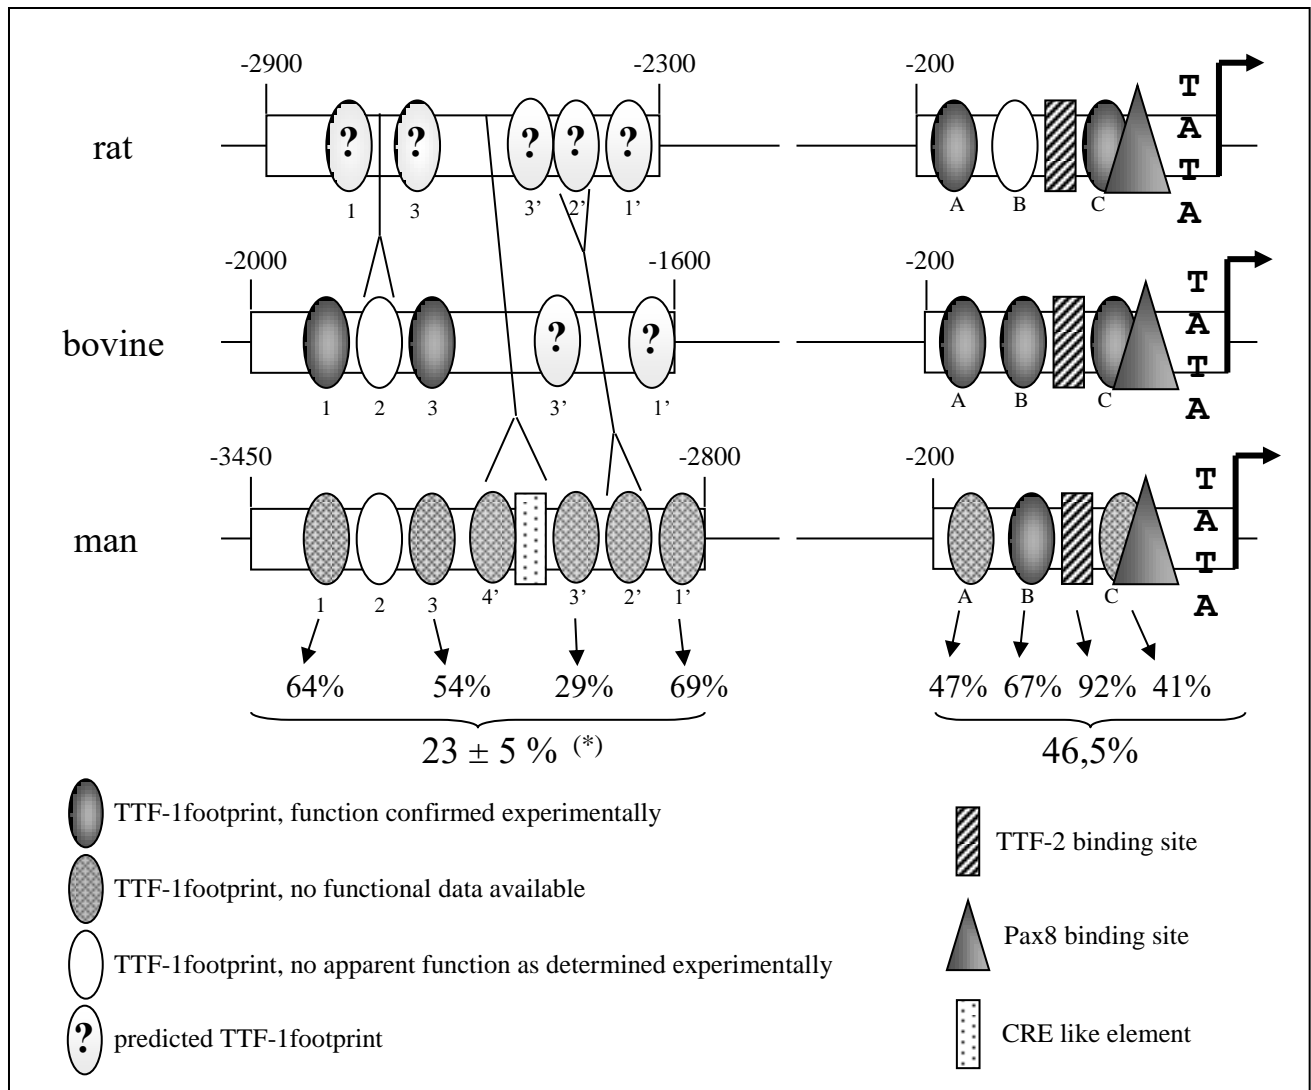 -2900 -2300 -200
rat
? ? ? ? ?
1 3 3’ 2’ 1’
A B C
T
A
T
A
-2000 -1600 -200
bovine
? ?
1 2 3 3’ 1’
A B C
T
A
T
A
-3450 -2800 -200
man
1 2 3 4’ 3’ 2’ 1’
A B C
T
A
T
A
64% 54% 29% 69% 47% 67% 92% 41%
23 ± 5 % (*) 46,5%
TTF-1footprint, function confirmed experimentally
TTF-1footprint, no functional data available
TTF-1footprint, no apparent function as determined experimentally
? predicted TTF-1footprint
TTF-2 binding site
Pax8 binding site
CRE like element